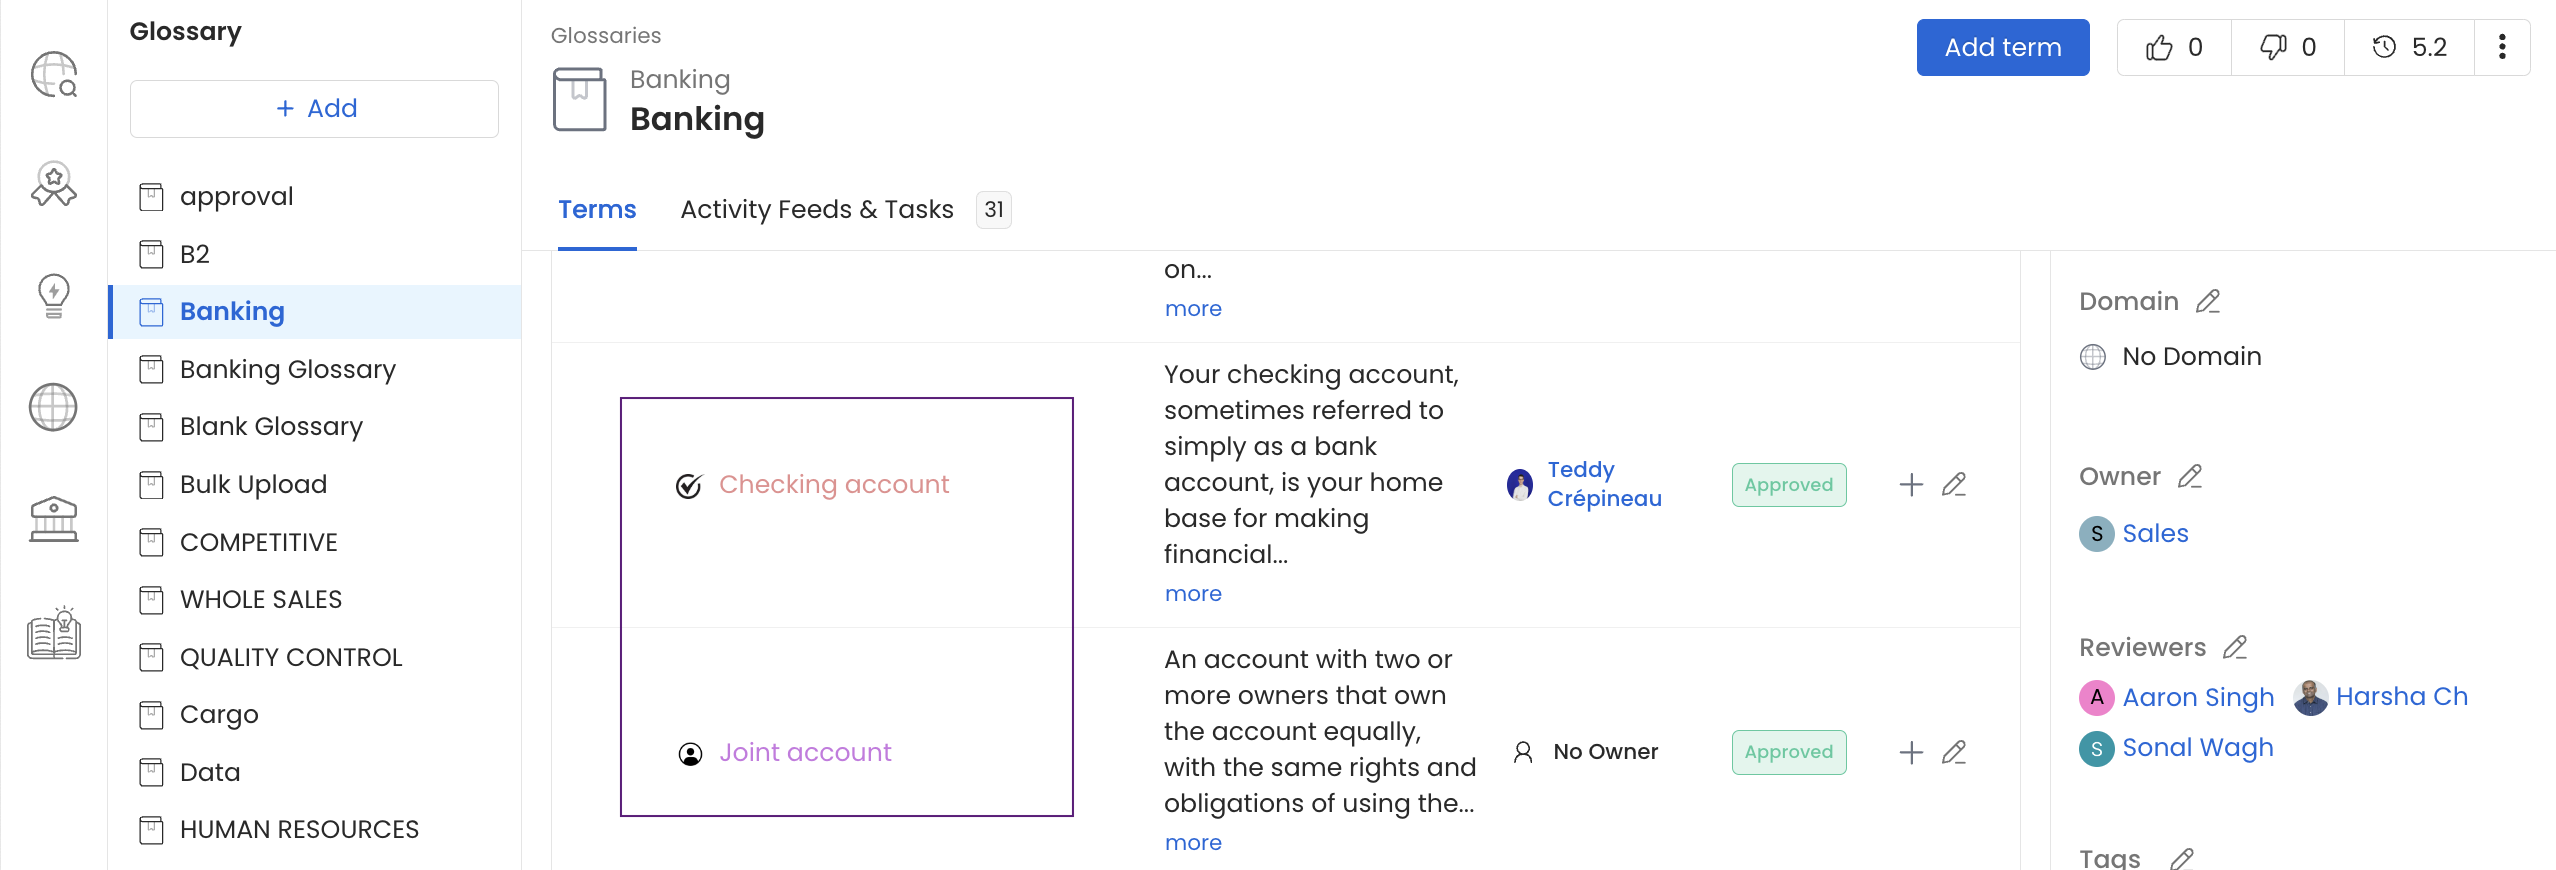 Glossary
+ Add
approval
B2
Banking
Banking Glossary
Blank Glossary
Bulk Upload
COMPETITIVE
WHOLE SALES
QUALITY CONTROL
Cargo
Data
HUMAN RESOURCES
Glossaries
Banking
Banking
Add term
0
0
5.2
Terms
Activity Feeds & Tasks 31
on...
more
Checking account
Your checking account,
sometimes referred to
simply as a bank
account, is your home
base for making
financial...
more
Teddy
Crépineau
Approved
Joint account
An account with two or
more owners that own
the account equally,
with the same rights and
obligations of using the...
more
No Owner
Approved
Domain
No Domain
Owner
S Sales
Reviewers
A Aaron Singh Harsha Ch
S Sonal Wagh
Tags